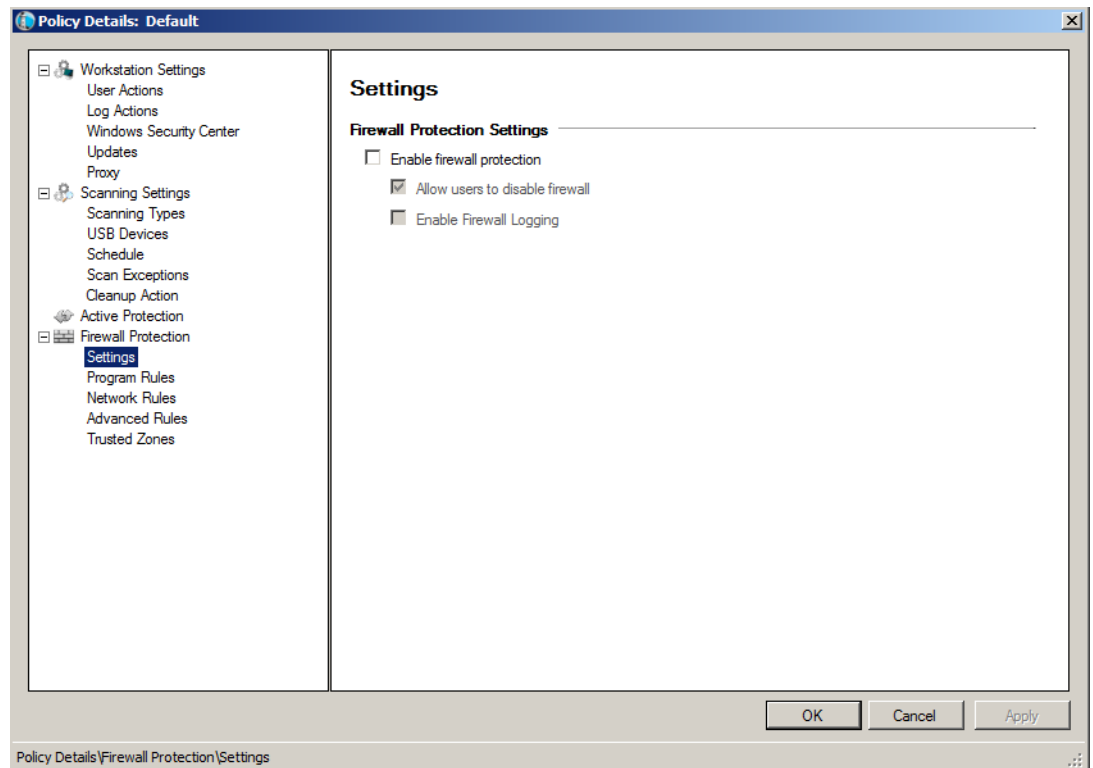 Policy Details: Default
Workstation Settings
User Actions
Log Actions
Windows Security Center
Updates
Proxy
Scanning Settings
Scanning Types
USB Devices
Schedule
Scan Exceptions
Cleanup Action
Active Protection
Firewall Protection
Settings
Program Rules
Network Rules
Advanced Rules
Trusted Zones
Settings
Firewall Protection Settings
Enable firewall protection
Allow users to disable firewall
Enable Firewall Logging
OK
Cancel
Apply
Policy Details\Firewall Protection\Settings